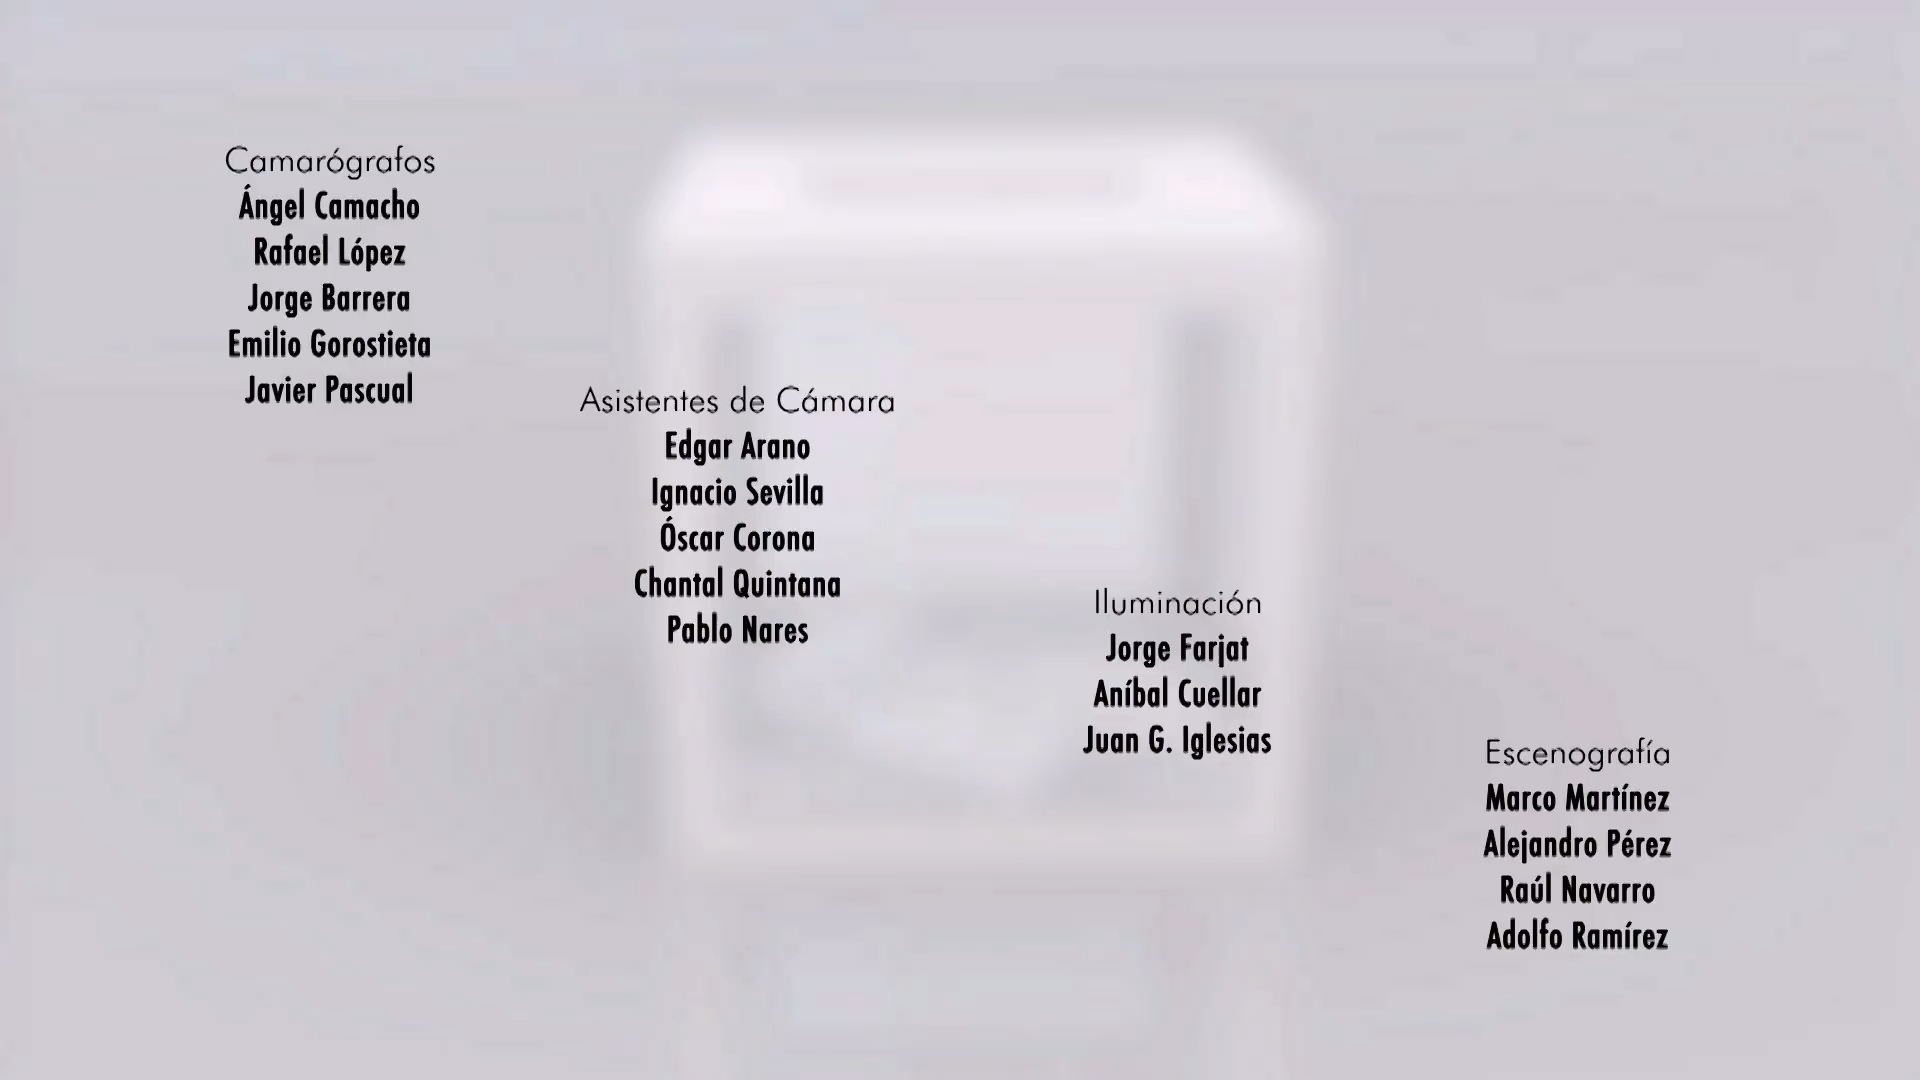 Camarógrafos
Ángel Camacho
Rafael López
Jorge Barrera
Emilio Gorostieta
Javier Pascual
Asistentes de Cámara
Edgar Arano
Ignacio Sevilla
Óscar Corona
Chantal Quintana
Pablo Nares
Iluminación
Jorge Farjat
Aníbal Cuellar
Juan G. Iglesias
Escenografía
Marco Martínez
Alejandro Pérez
Raúl Navarro
Adolfo Ramírez